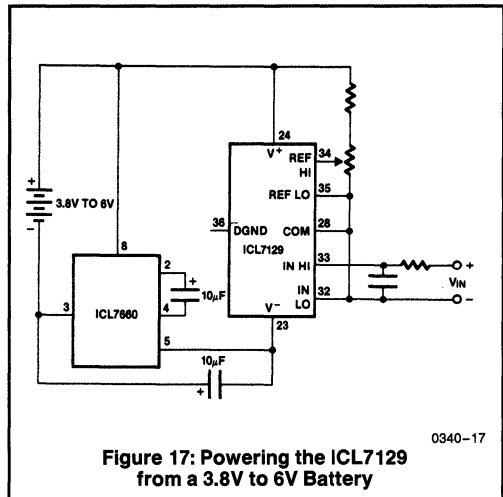 24
V+
REF HI
34
REF LO
35
+
3.8V TO 6V
-
8
36
DGND
COM
28
ICL7129
IN HI
33
+
VIN
2
+
10μF
3
ICL7660
4
IN LO
32
-
V-
23
5
10μF
+
0340-17
Figure 17: Powering the ICL7129
from a 3.8V to 6V Battery